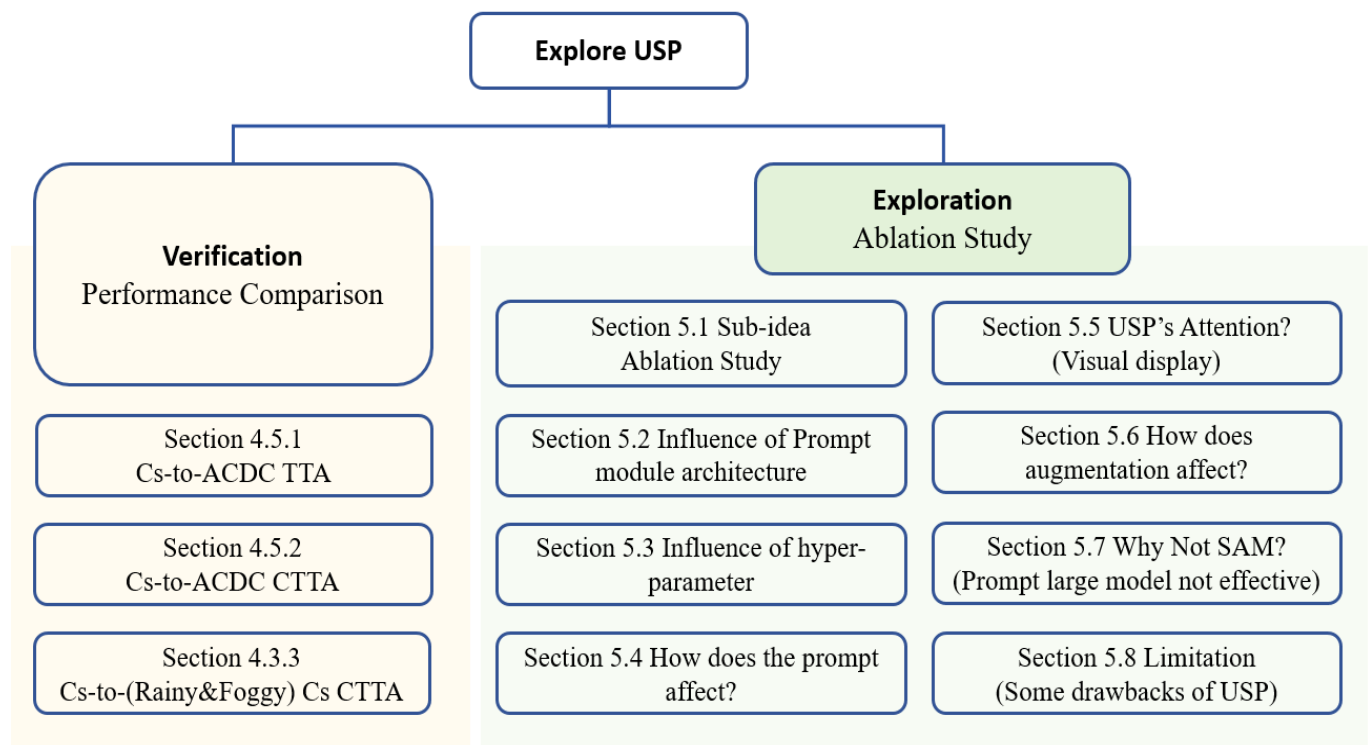 Explore USP
Verification
Performance Comparison
Section 4.5.1
Cs-to-ACDC TTA
Section 4.5.2
Cs-to-ACDC CTTA
Section 4.3.3
Cs-to-(Rainy&Foggy) Cs CTTA
Exploration
Ablation Study
Section 5.1 Sub-idea
Ablation Study
Section 5.2 Influence of Prompt
module architecture
Section 5.3 Influence of hyper-
parameter
Section 5.4 How does the prompt
affect?
Section 5.5 USP’s Attention?
(Visual display)
Section 5.6 How does
augmentation affect?
Section 5.7 Why Not SAM?
(Prompt large model not effective)
Section 5.8 Limitation
(Some drawbacks of USP)